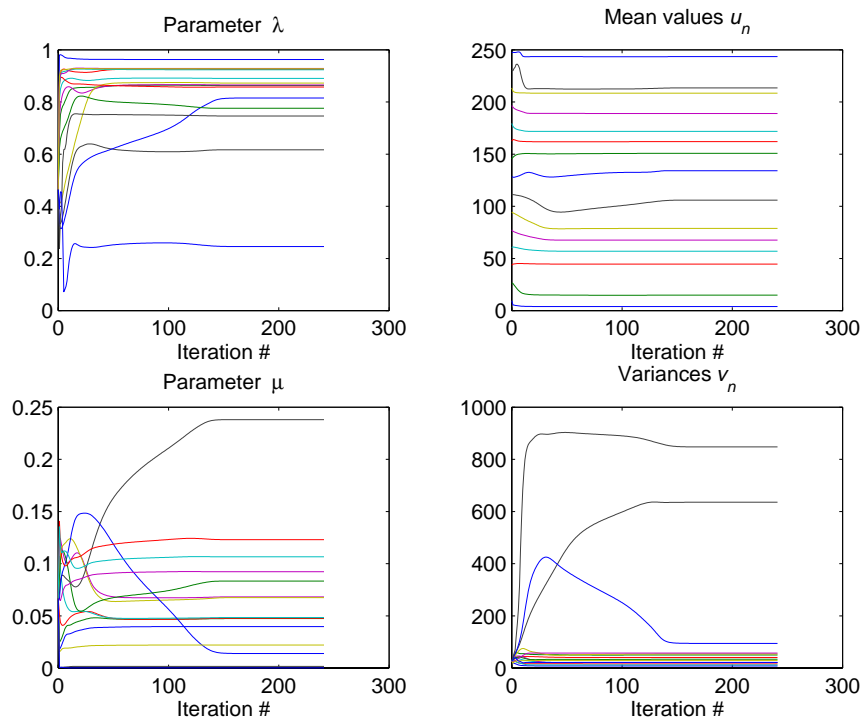 Parameter λ
1
0.8
0.6
0.4
0.2
0
0 100 200 300
Iteration #
Mean values u_n
250
200
150
100
50
0
0 100 200 300
Iteration #
Parameter μ
0.25
0.2
0.15
0.1
0.05
0
0 100 200 300
Iteration #
Variances v_n
1000
800
600
400
200
0
0 100 200 300
Iteration #